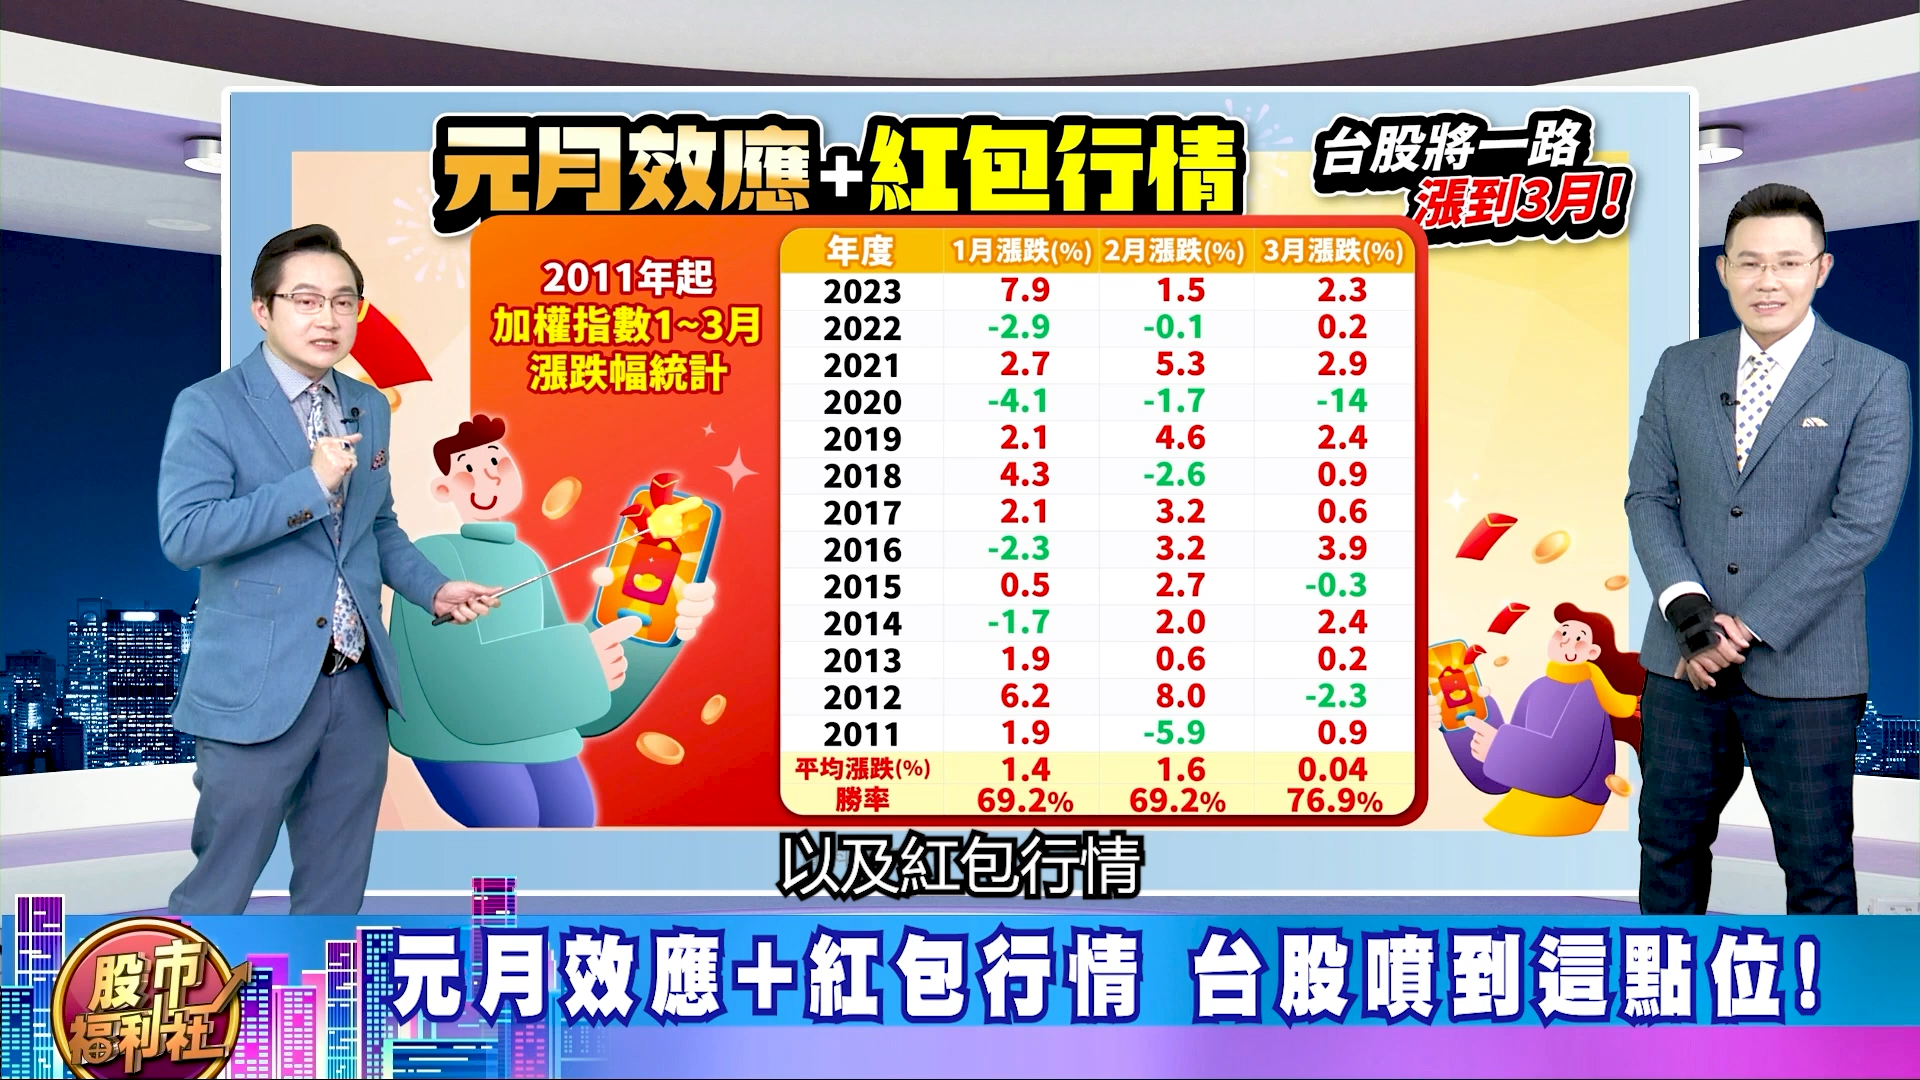 元月效應+紅包行情
台股將一路
漲到3月!
2011年起
加權指數1~3月
漲跌幅統計
年度 1月漲跌(%) 2月漲跌(%) 3月漲跌(%)
2023 7.9 1.5 2.3
2022 -2.9 -0.1 0.2
2021 2.7 5.3 2.9
2020 -4.1 -1.7 -14
2019 2.1 4.6 2.4
2018 4.3 -2.6 0.9
2017 2.1 3.2 0.6
2016 -2.3 3.2 3.9
2015 0.5 2.7 -0.3
2014 -1.7 2.0 2.4
2013 1.9 0.6 0.2
2012 6.2 8.0 -2.3
2011 1.9 -5.9 0.9
平均漲跌(%) 1.4 1.6 0.04
勝率 69.2% 69.2% 76.9%
以及紅包行情
元月效應+紅包行情 台股噴到這點位!
股市
福利社